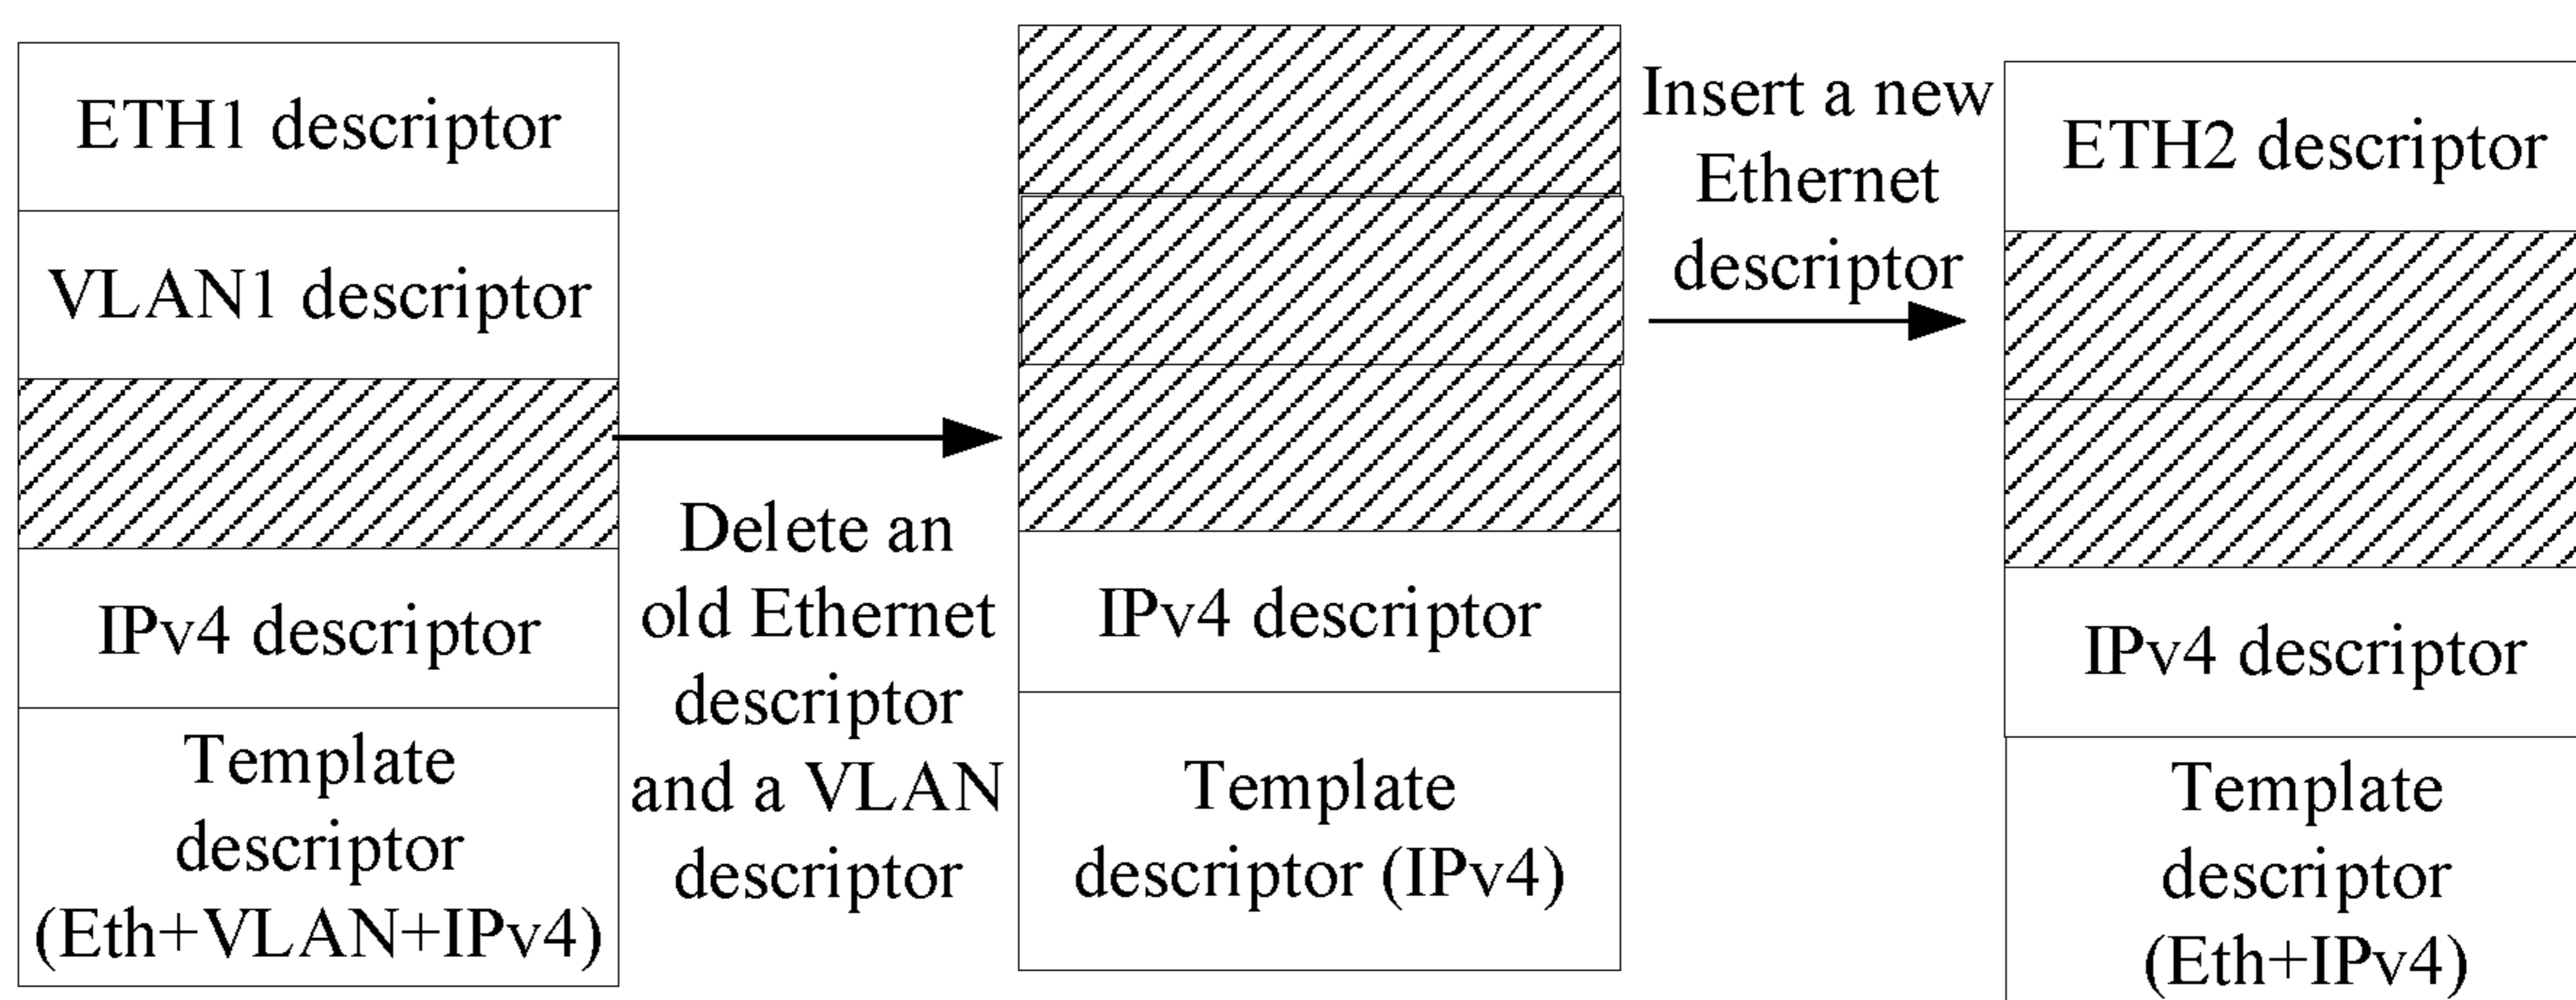 ETH1 descriptor
VLAN1 descriptor
IPv4 descriptor
Template
descriptor
(Eth+VLAN+IPv4)
Delete an
old Ethernet
descriptor
and a VLAN
descriptor
IPv4 descriptor
Template
descriptor (IPv4)
Insert a new
Ethernet
descriptor
ETH2 descriptor
IPv4 descriptor
Template
descriptor
(Eth+IPv4)